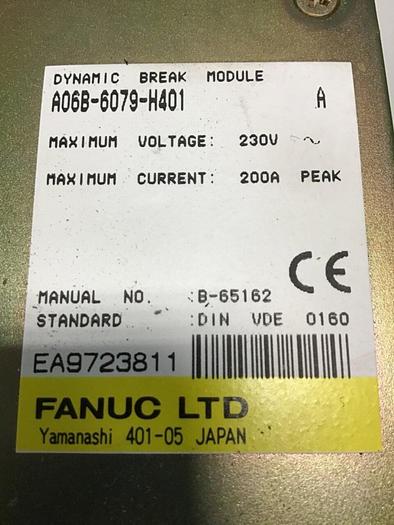 DYNAMIC BREAK MODULE
A06B-6079-H401 A
MAXIMUM VOLTAGE: 230V ~
MAXIMUM CURRENT: 200A PEAK
CE
MANUAL NO. :B-65162
STANDARD :DIN VDE 0160
EA9723811
FANUC LTD
Yamanashi 401-05 JAPAN